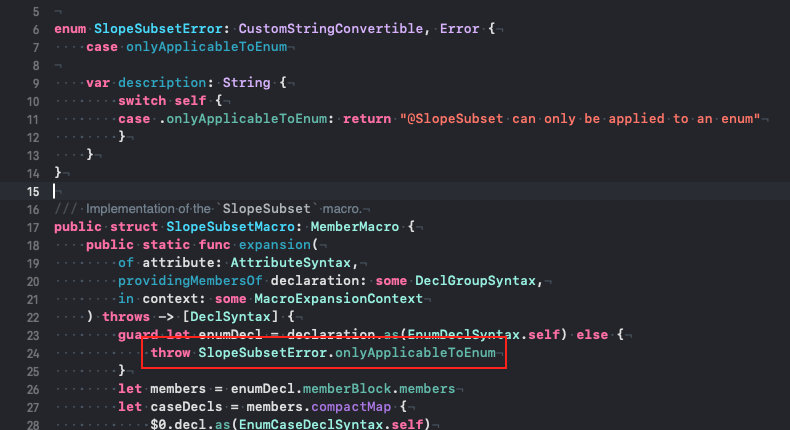 5
6 enum SlopeSubsetError: CustomStringConvertible, Error {
7     case onlyApplicableToEnum
8
9     var description: String {
10         switch self {
11         case .onlyApplicableToEnum: return "@SlopeSubset can only be applied to an enum"
12         }
13     }
14 }
15
16 /// Implementation of the `SlopeSubset` macro.
17 public struct SlopeSubsetMacro: MemberMacro {
18     public static func expansion(
19         of attribute: AttributeSyntax,
20         providingMembersOf declaration: some DeclGroupSyntax,
21         in context: some MacroExpansionContext
22     ) throws -> [DeclSyntax] {
23         guard let enumDecl = declaration.as(EnumDeclSyntax.self) else {
24             throw SlopeSubsetError.onlyApplicableToEnum
25         }
26         let members = enumDecl.memberBlock.members
27         let caseDecls = members.compactMap {
28             $0.decl.as(EnumCaseDeclSyntax.self)